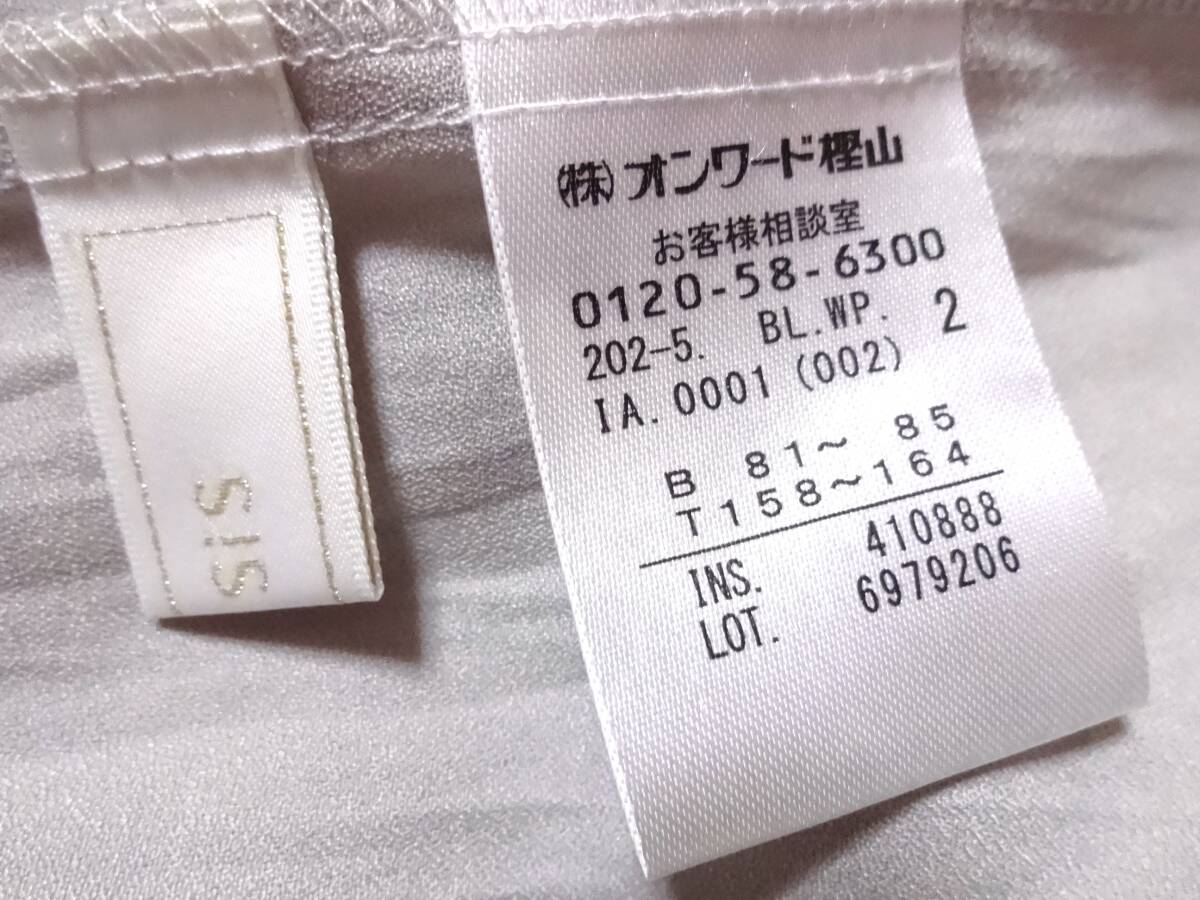 sis
(株)オンワード樫山
お客様相談室
0120-58-6300
202-5. BL.WP. 2
IA.0001(002)
B 81～ 85
T158～164
INS. 410888
LOT. 6979206